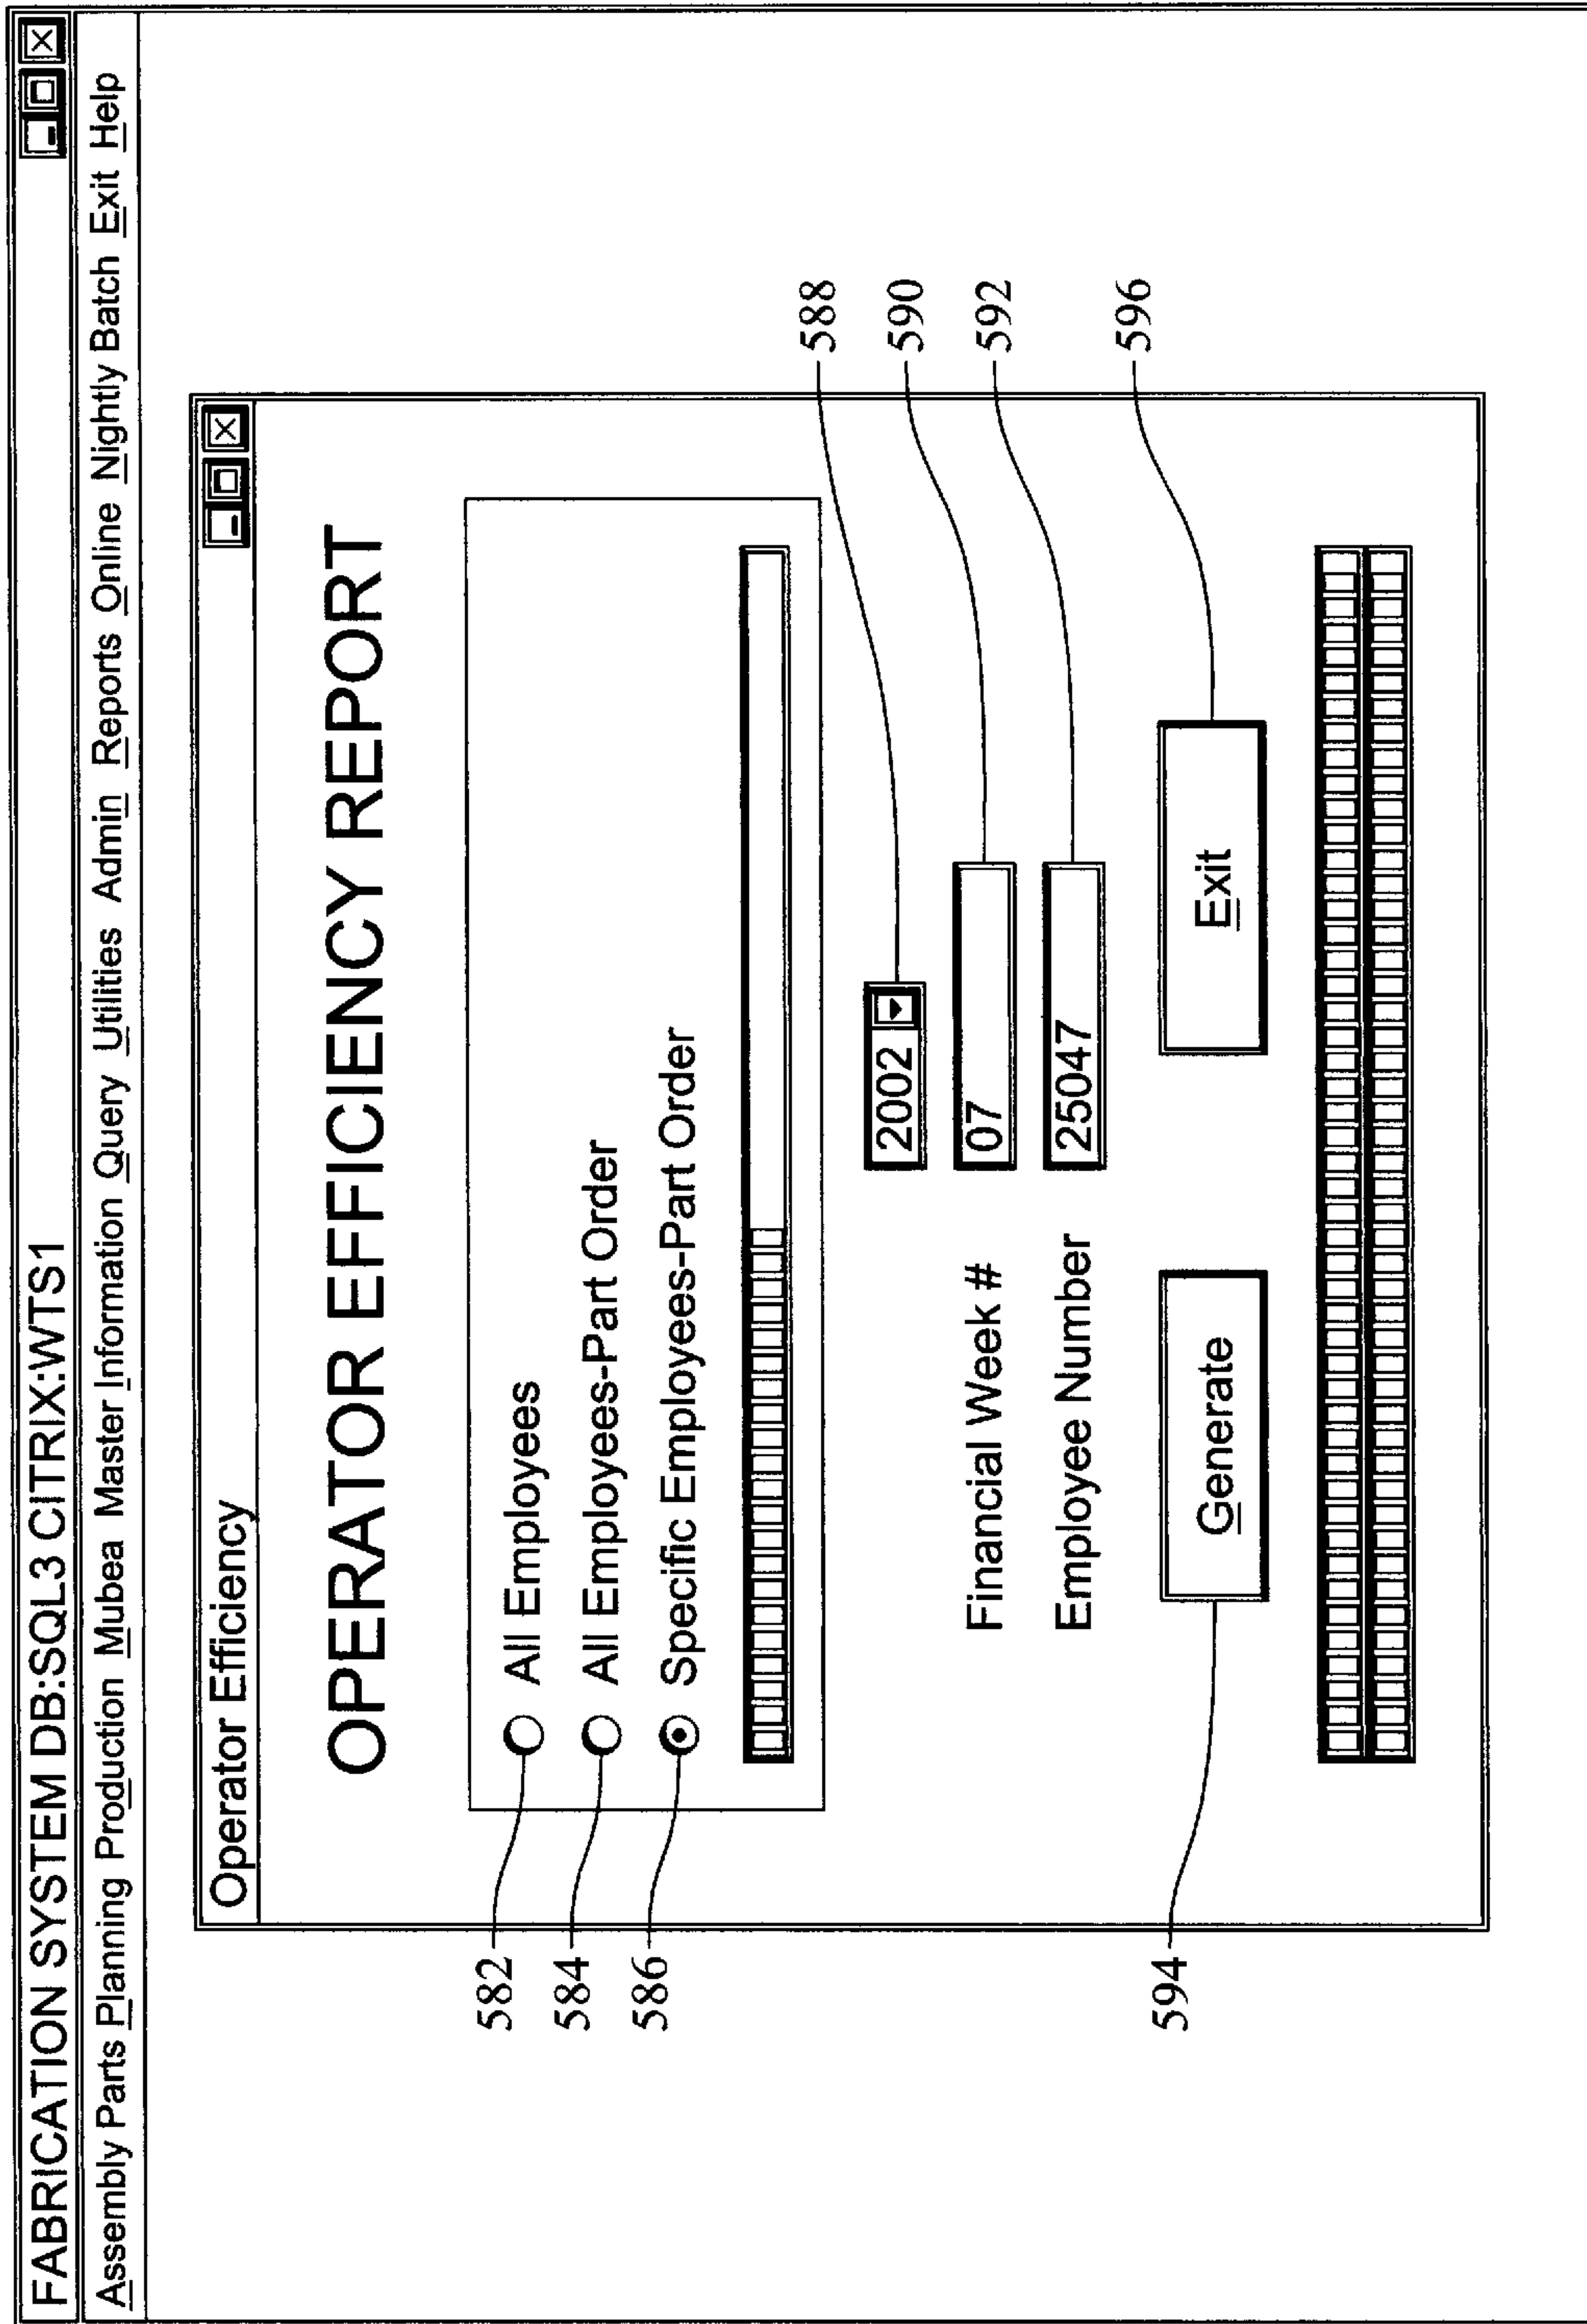 FABRICATION SYSTEM DB:SQL3 CITRIX:WTS1
Assembly Parts Planning Production Mubea Master Information Query Utilities Admin Reports Online Nightly Batch Exit Help
Operator Efficiency
OPERATOR EFFICIENCY REPORT
582
All Employees
584
All Employees-Part Order
586
Specific Employees-Part Order
2002
588
Financial Week #
07
590
Employee Number
25047
592
594
Generate
Exit
596